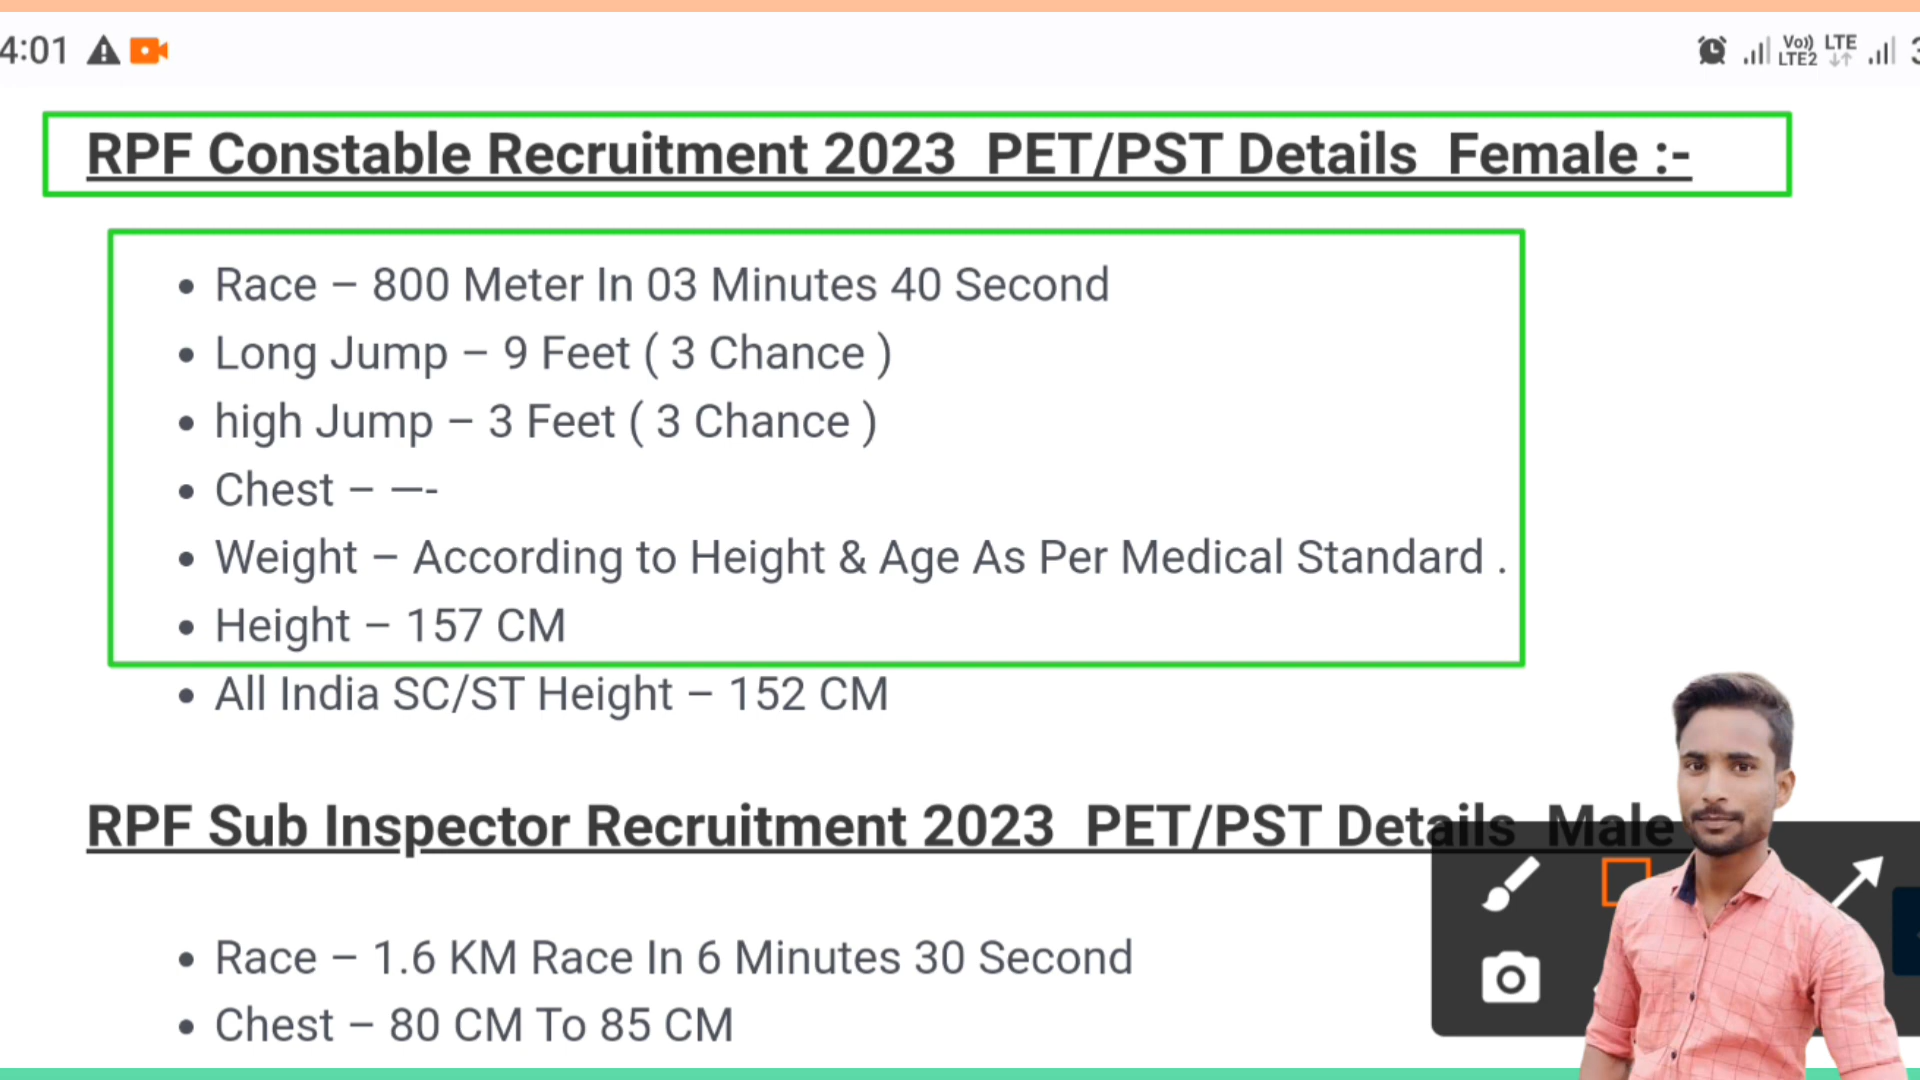 4:01
Vo)) LTE
LTE2
RPF Constable Recruitment 2023 PET/PST Details Female :-
• Race – 800 Meter In 03 Minutes 40 Second
• Long Jump – 9 Feet ( 3 Chance )
• high Jump – 3 Feet ( 3 Chance )
• Chest – —-
• Weight – According to Height & Age As Per Medical Standard .
• Height – 157 CM
• All India SC/ST Height – 152 CM
RPF Sub Inspector Recruitment 2023 PET/PST Details Male
• Race – 1.6 KM Race In 6 Minutes 30 Second
• Chest – 80 CM To 85 CM